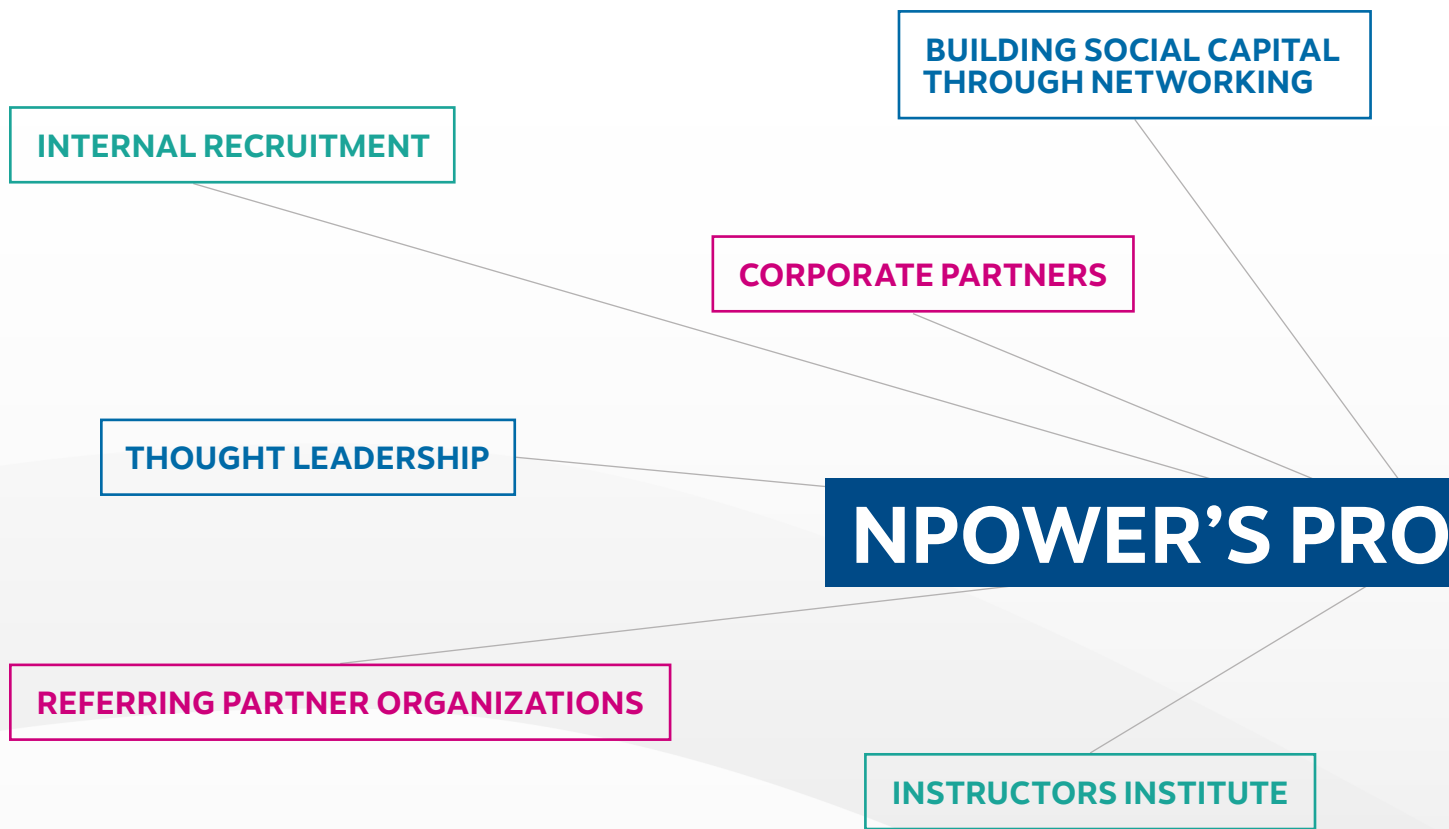 BUILDING SOCIAL CAPITAL
THROUGH NETWORKING
INTERNAL RECRUITMENT
CORPORATE PARTNERS
THOUGHT LEADERSHIP
NPOWER’S PRO
REFERRING PARTNER ORGANIZATIONS
INSTRUCTORS INSTITUTE